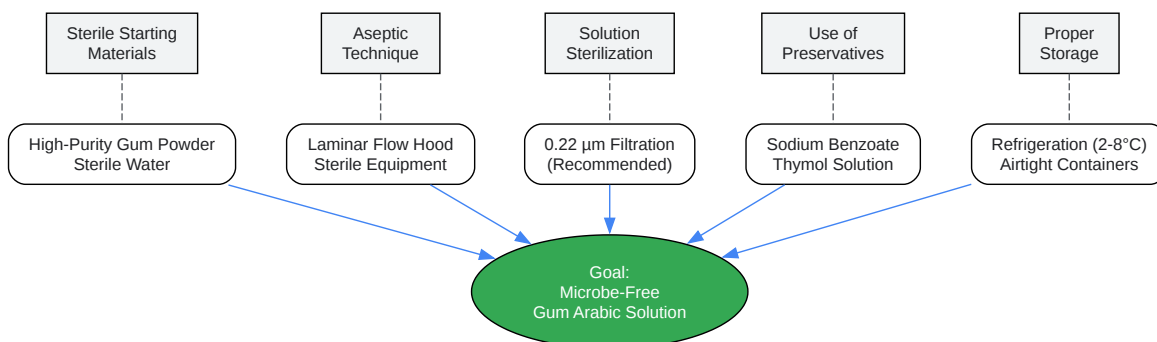 Sterile Starting
Materials
Aseptic
Technique
Solution
Sterilization
Use of
Preservatives
Proper
Storage
High-Purity Gum Powder
Sterile Water
Laminar Flow Hood
Sterile Equipment
0.22 µm Filtration
(Recommended)
Sodium Benzoate
Thymol Solution
Refrigeration (2-8°C)
Airtight Containers
Goal:
Microbe-Free
Gum Arabic Solution